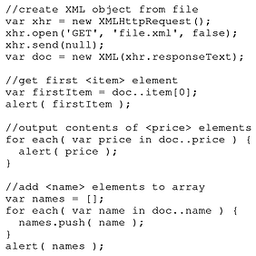 //create XML object from file
var xhr = new XMLHttpRequest();
xhr.open('GET', 'file.xml', false);
xhr.send(null);
var doc = new XML(xhr.responseText);

//get first <item> element
var firstItem = doc..item[0];
alert( firstItem );

//output contents of <price> elements
for each( var price in doc..price ) {
  alert( price );
}

//add <name> elements to array
var names = [];
for each( var name in doc..name ) {
  names.push( name );
}
alert( names );